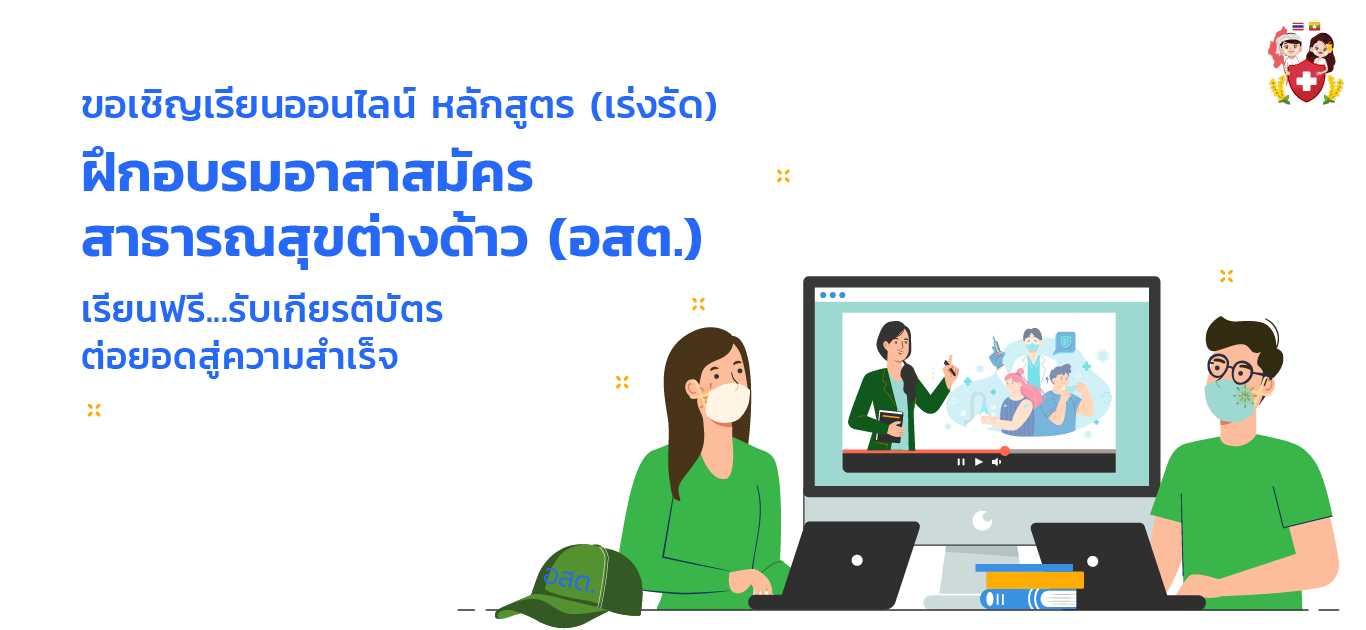 ขอเชิญเรียนออนไลน์ หลักสูตร (เร่งรัด)
ฝึกอบรมอาสาสมัคร
สาธารณสุขต่างด้าว (อสต.)
เรียนฟรี...รับเกียรติบัตร
ต่อยอดสู่ความสำเร็จ
อสต.